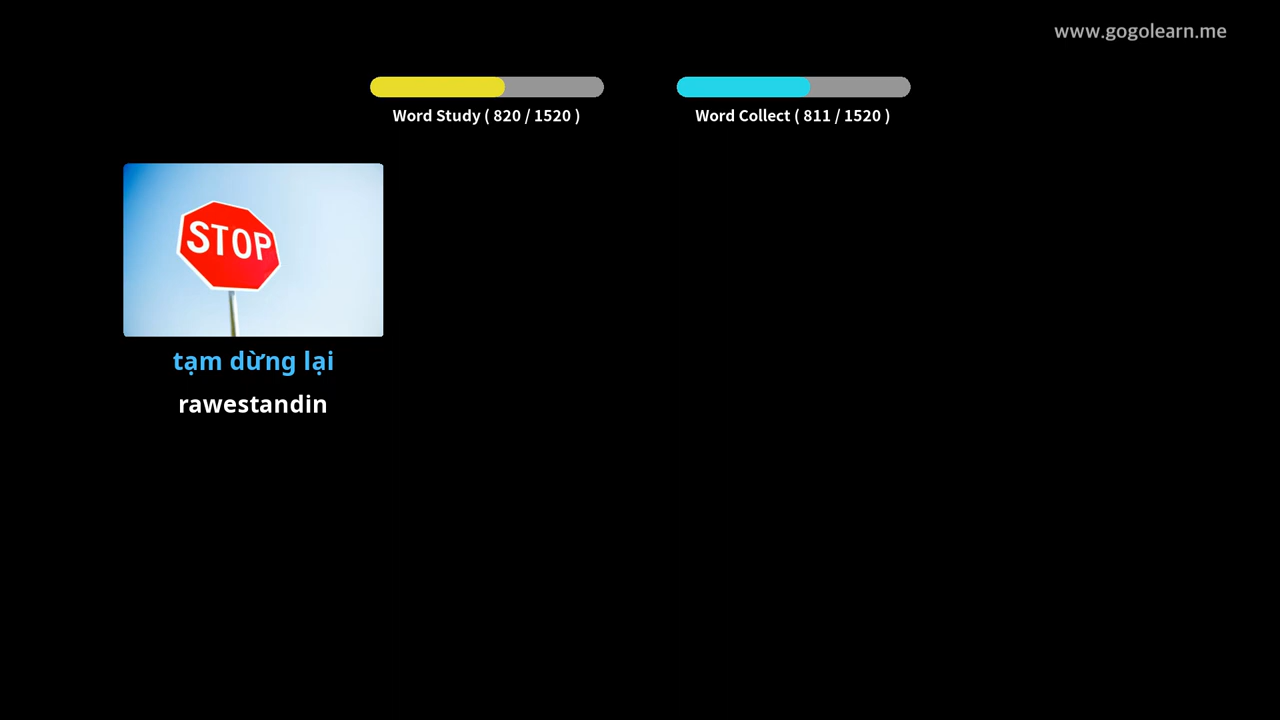 www.gogolearn.me
Word Study ( 820 / 1520 )
Word Collect ( 811 / 1520 )
STOP
tạm dừng lại
rawestandin